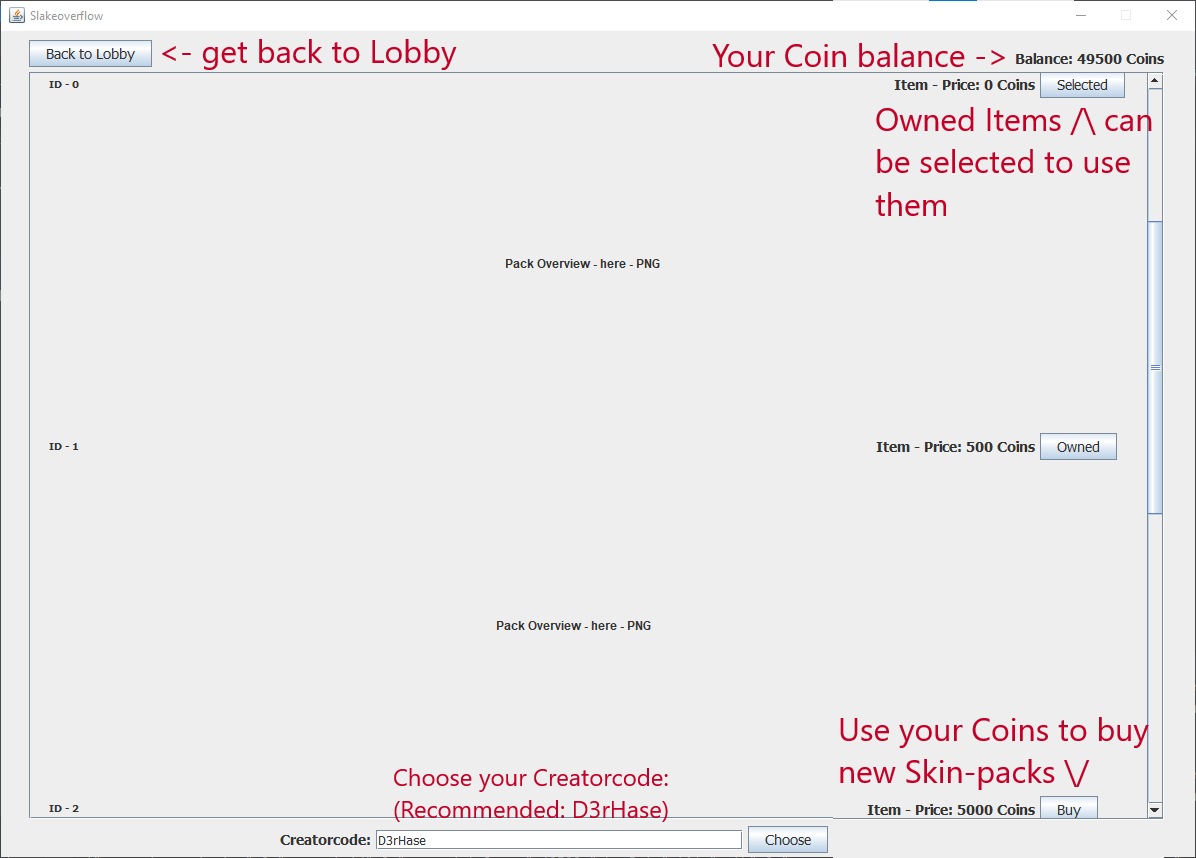 Slakeoverflow
Back to Lobby <- get back to Lobby Your Coin balance -> Balance: 49500 Coins
ID - 0 Item - Price: 0 Coins Selected
Owned Items /\ can
be selected to use
them
Pack Overview - here - PNG
ID - 1 Item - Price: 500 Coins Owned
Pack Overview - here - PNG
Use your Coins to buy
new Skin-packs \/
Choose your Creatorcode:
(Recommended: D3rHase)
ID - 2 Item - Price: 5000 Coins Buy
Creatorcode: D3rHase Choose